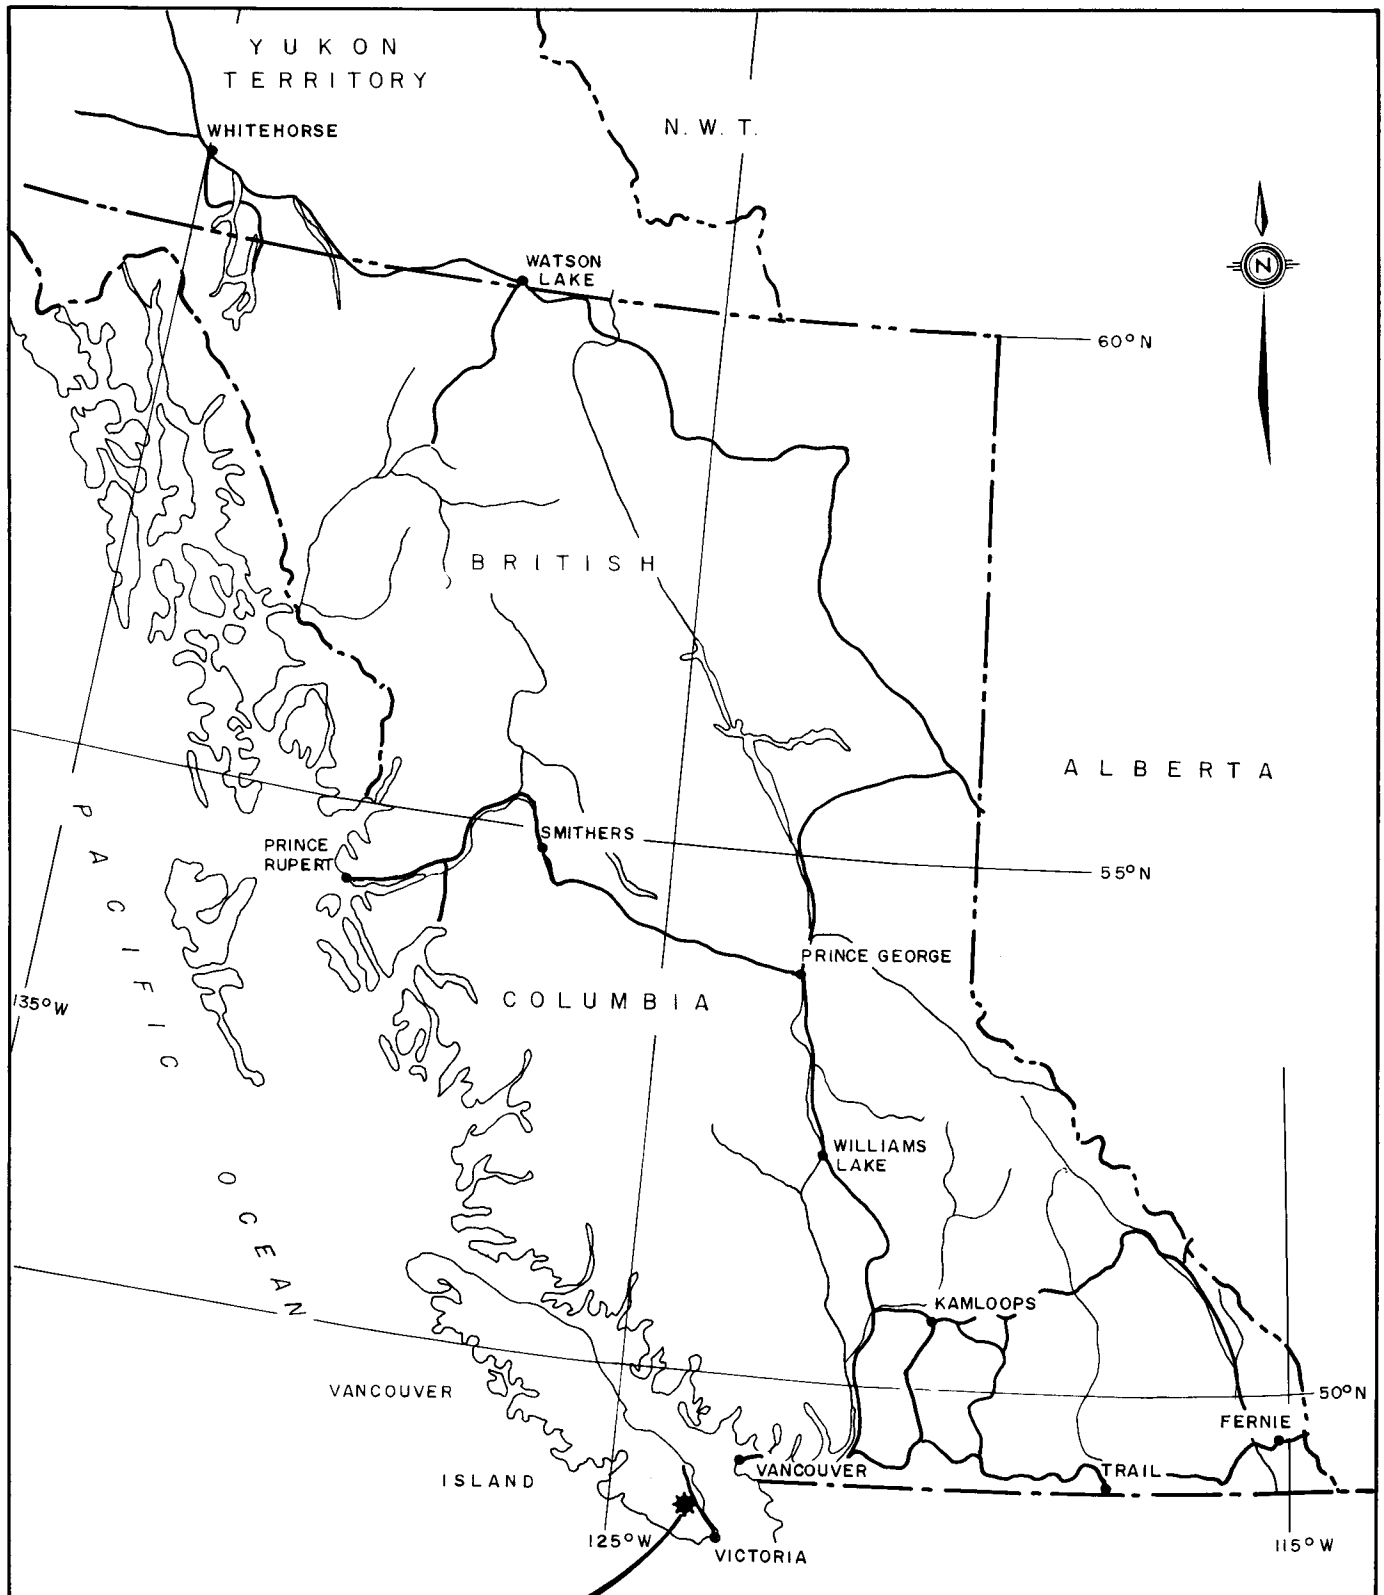 YUKON
TERRITORY
N. W. T.
WHITEHORSE
N
WATSON
LAKE
60°N
BRITISH
ALBERTA
PACIFIC
SMITHERS
PRINCE
RUPERT
55°N
PRINCE GEORGE
COLUMBIA
135°W
WILLIAMS
LAKE
OCEAN
KAMLOOPS
VANCOUVER
50°N
FERNIE
VANCOUVER
TRAIL
ISLAND
125°W
VICTORIA
115°W